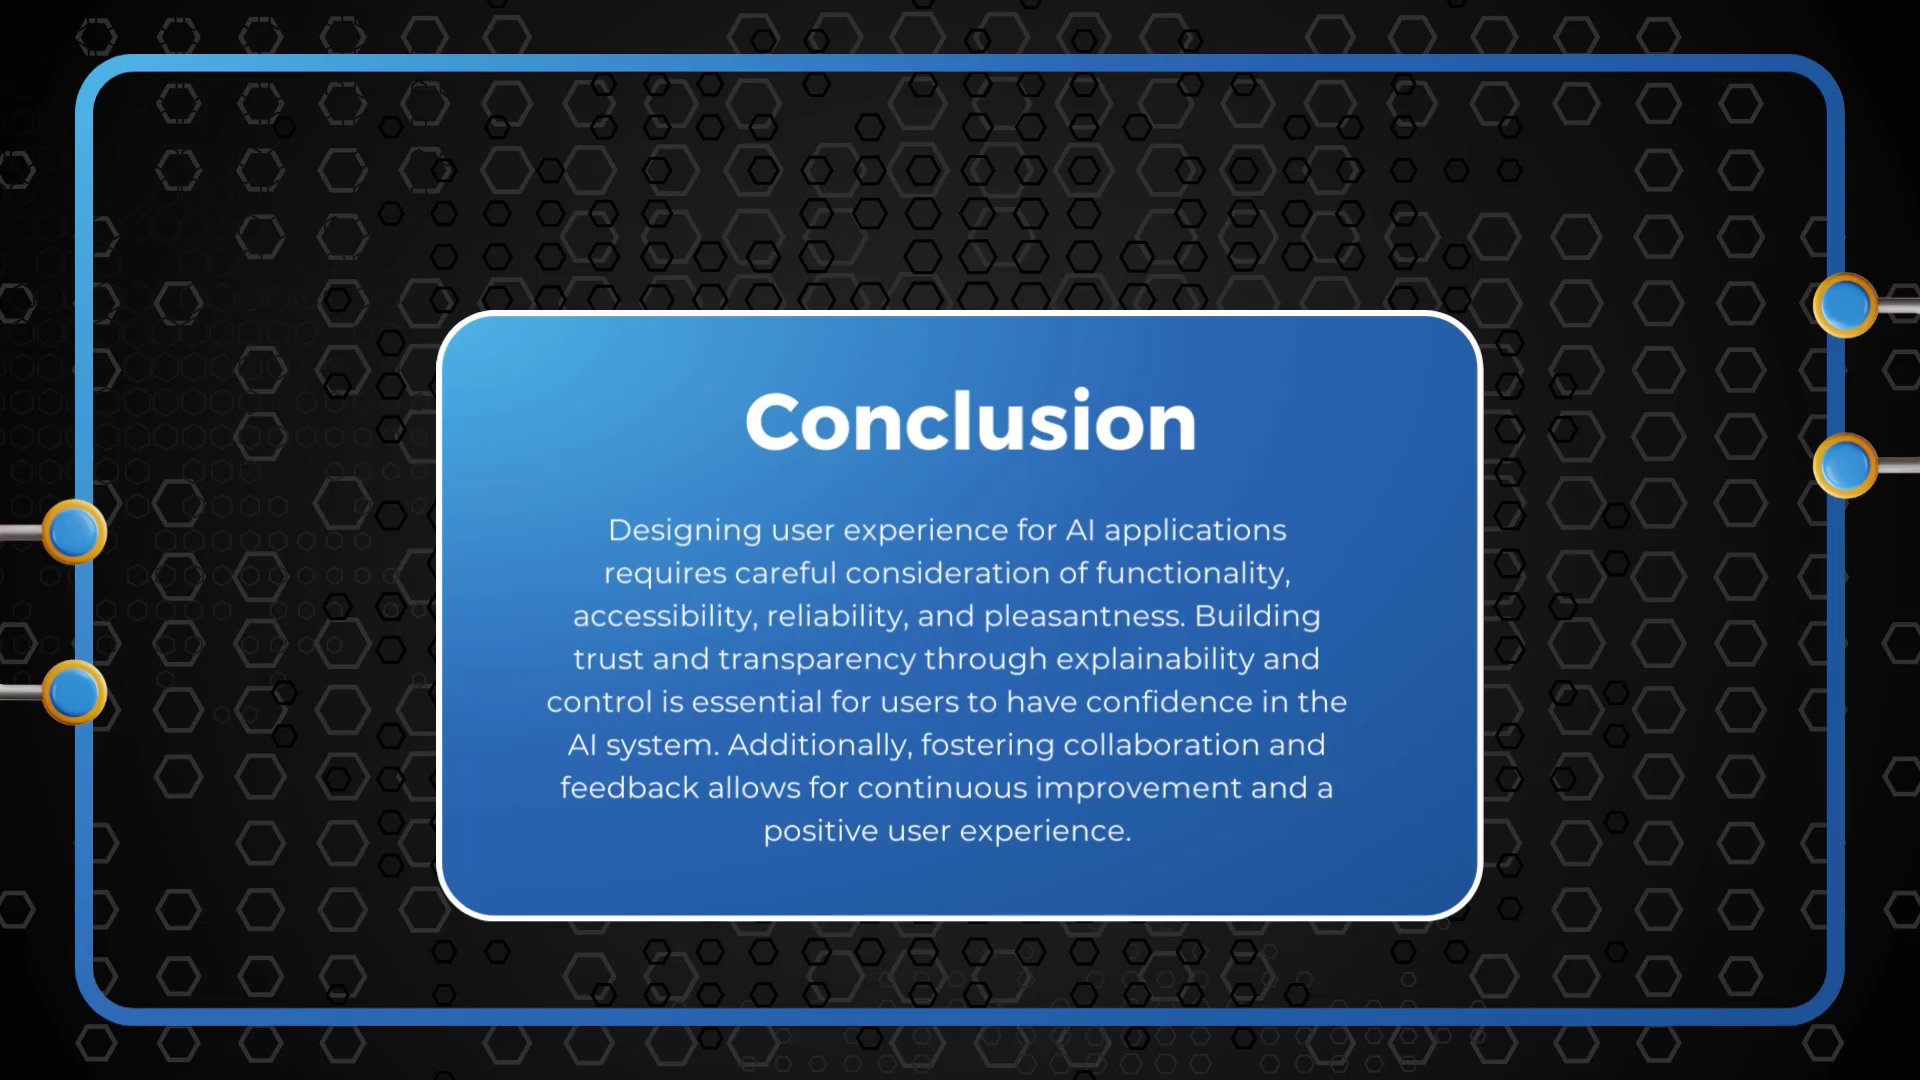 Conclusion
Designing user experience for AI applications
requires careful consideration of functionality,
accessibility, reliability, and pleasantness. Building
trust and transparency through explainability and
control is essential for users to have confidence in the
AI system. Additionally, fostering collaboration and
feedback allows for continuous improvement and a
positive user experience.